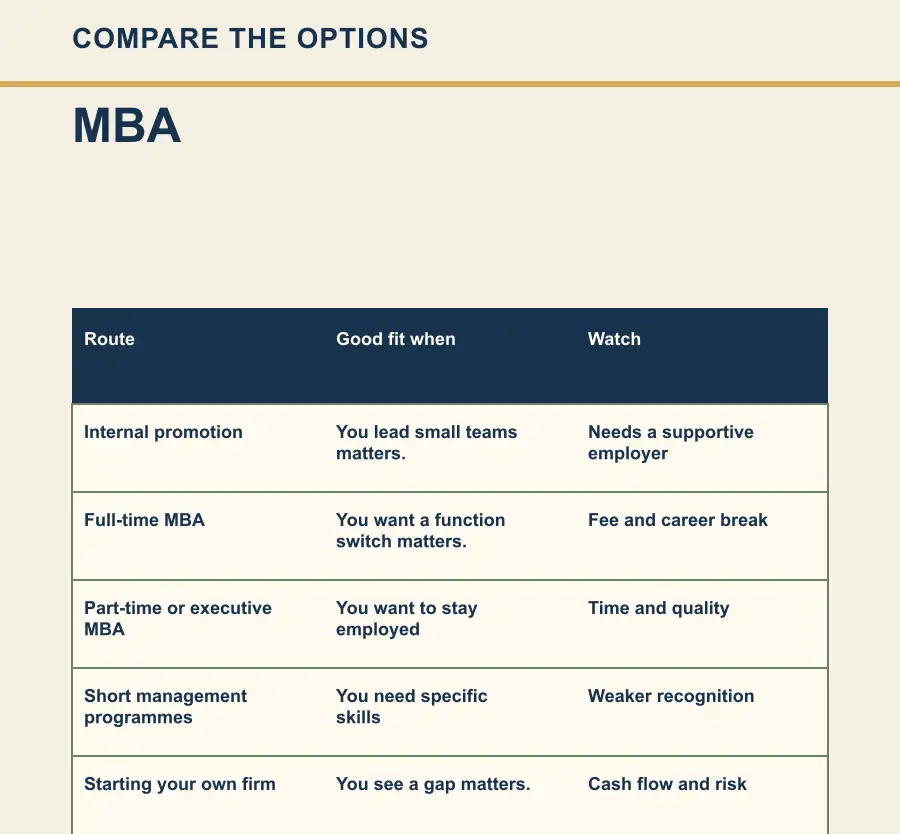 COMPARE THE OPTIONS
MBA
Route Good fit when Watch
Internal promotion You lead small teams Needs a supportive
matters. employer
Full-time MBA You want a function Fee and career break
switch matters.
Part-time or executive You want to stay Time and quality
MBA employed
Short management You need specific Weaker recognition
programmes skills
Starting your own firm You see a gap matters. Cash flow and risk